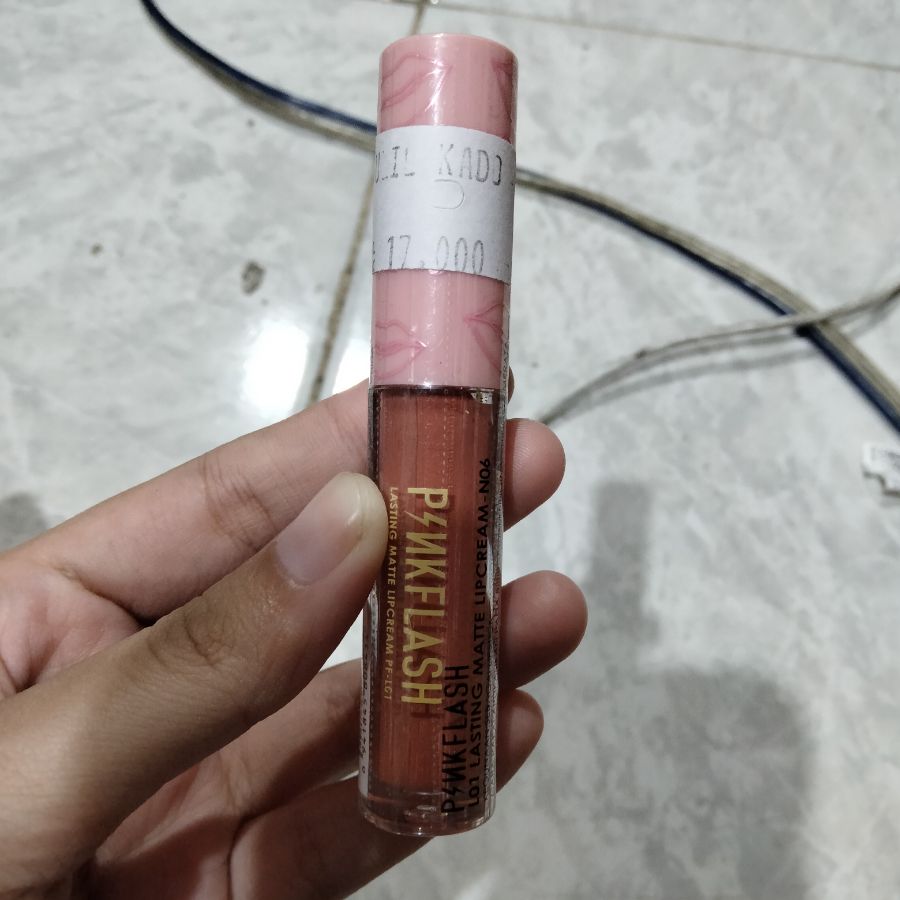 KADO
17.000
PINKFLASH
LASTING MATTE LIPCREAM PF-L01
PINKFLASH
L01 LASTING MATTE LIPCREAM-N06